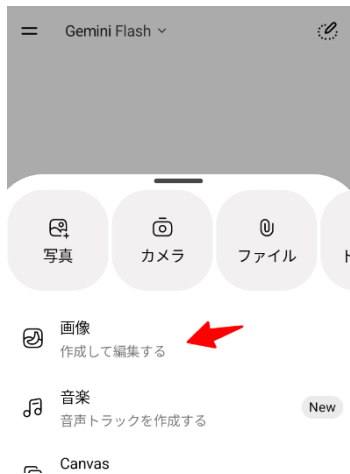 Gemini Flash
写真
カメラ
ファイル
画像
作成して編集する
音楽
音声トラックを作成する
New
Canvas